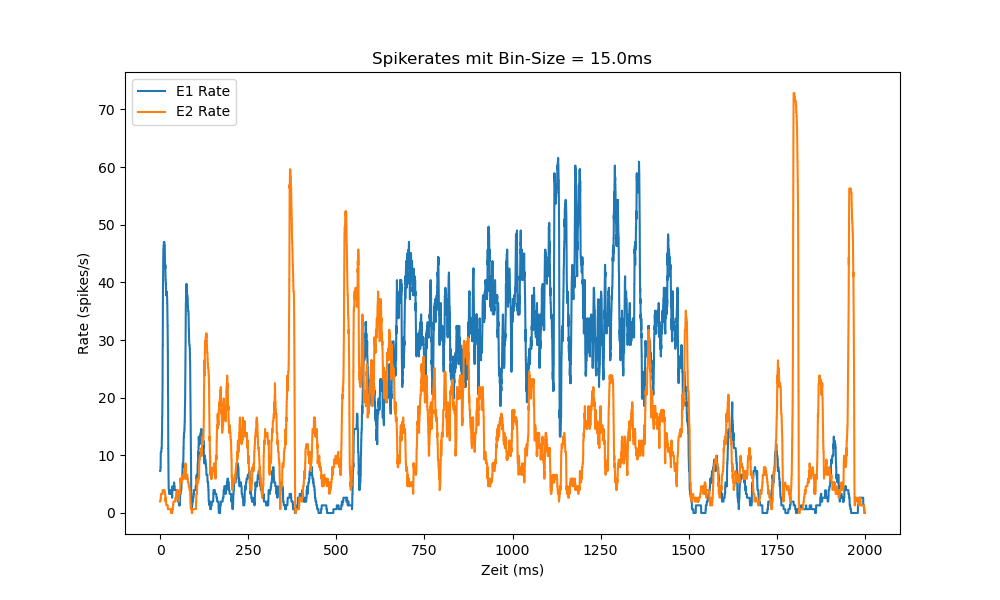 Spikerates mit Bin-Size = 15.0ms
E1 Rate
E2 Rate
Rate (spikes/s)
70
60
50
40
30
20
10
0
0 250 500 750 1000 1250 1500 1750 2000
Zeit (ms)